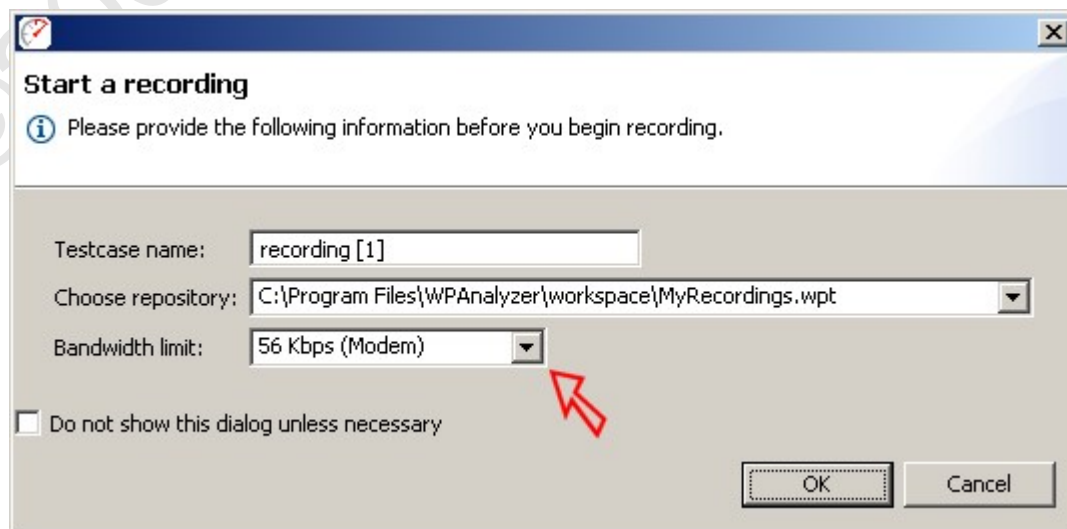 Start a recording
Please provide the following information before you begin recording.
Testcase name: recording [1]
Choose repository: C:\Program Files\WPAnalyzer\workspace\MyRecordings.wpt
Bandwidth limit: 56 Kbps (Modem)
Do not show this dialog unless necessary
OK Cancel